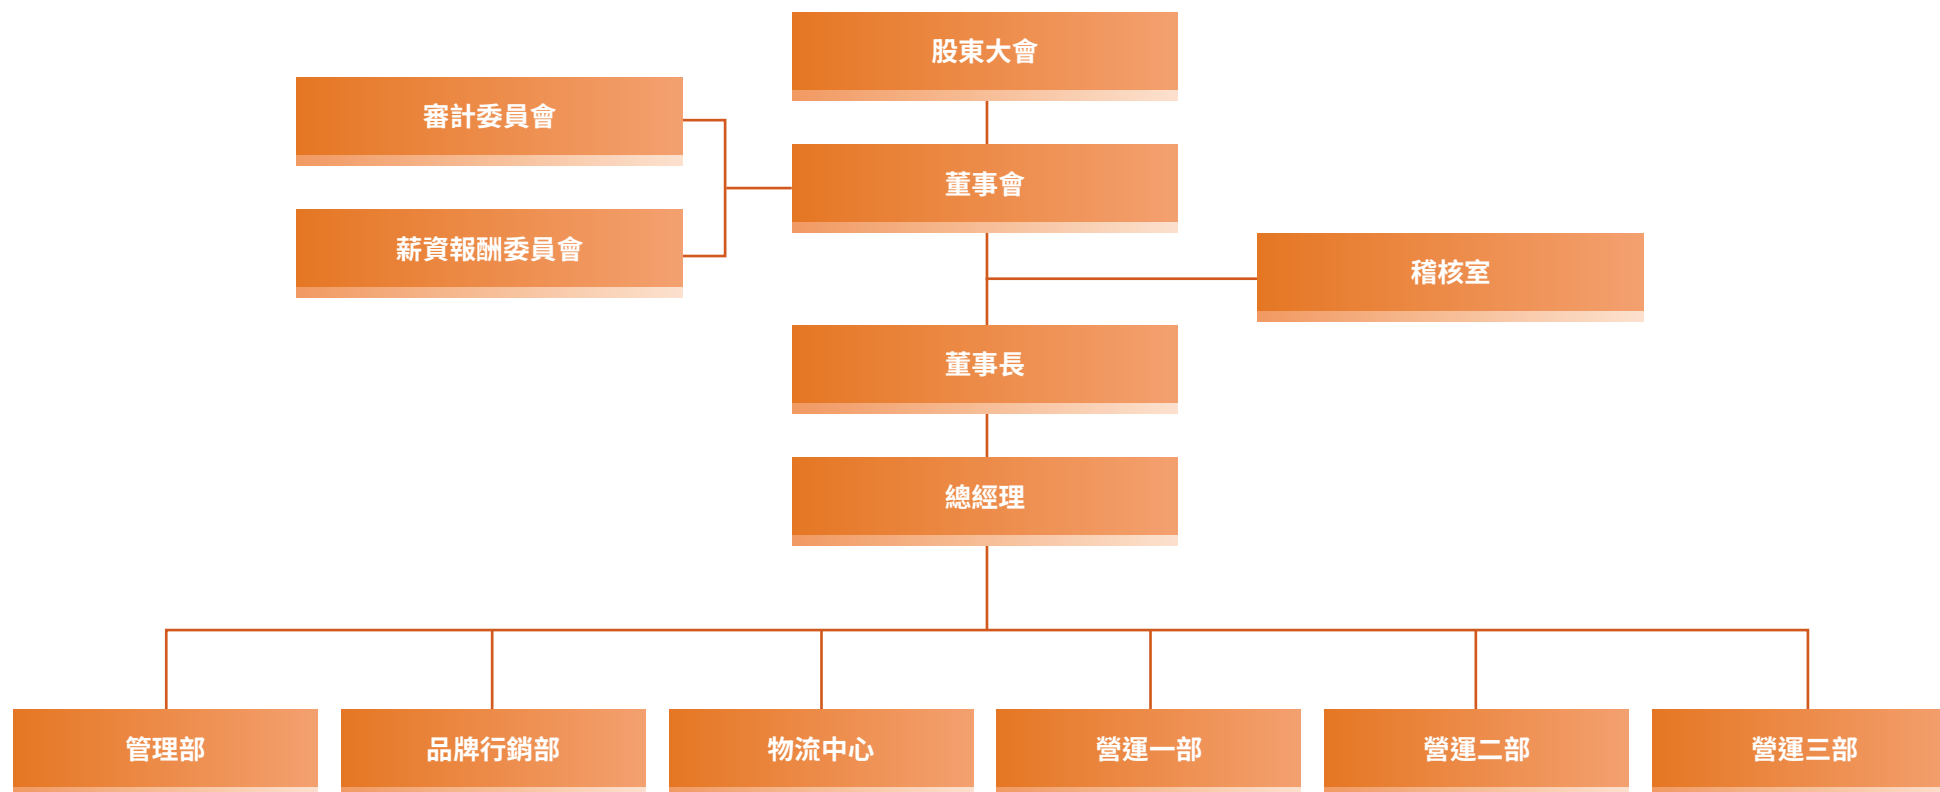 股東大會
審計委員會
董事會
薪資報酬委員會
稽核室
董事長
總經理
管理部
品牌行銷部
物流中心
營運一部
營運二部
營運三部